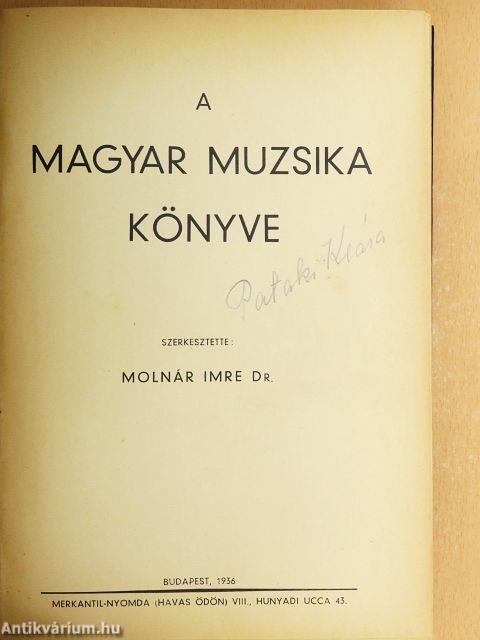 A
MAGYAR MUZSIKA
KÖNYVE
Pataki Klára
SZERKESZTETTE:
MOLNÁR IMRE DR.
BUDAPEST, 1936
MERKANTIL-NYOMDA (HAVAS ÖDÖN) VIII., HUNYADI UCCA 43.
Antikvárium.hu